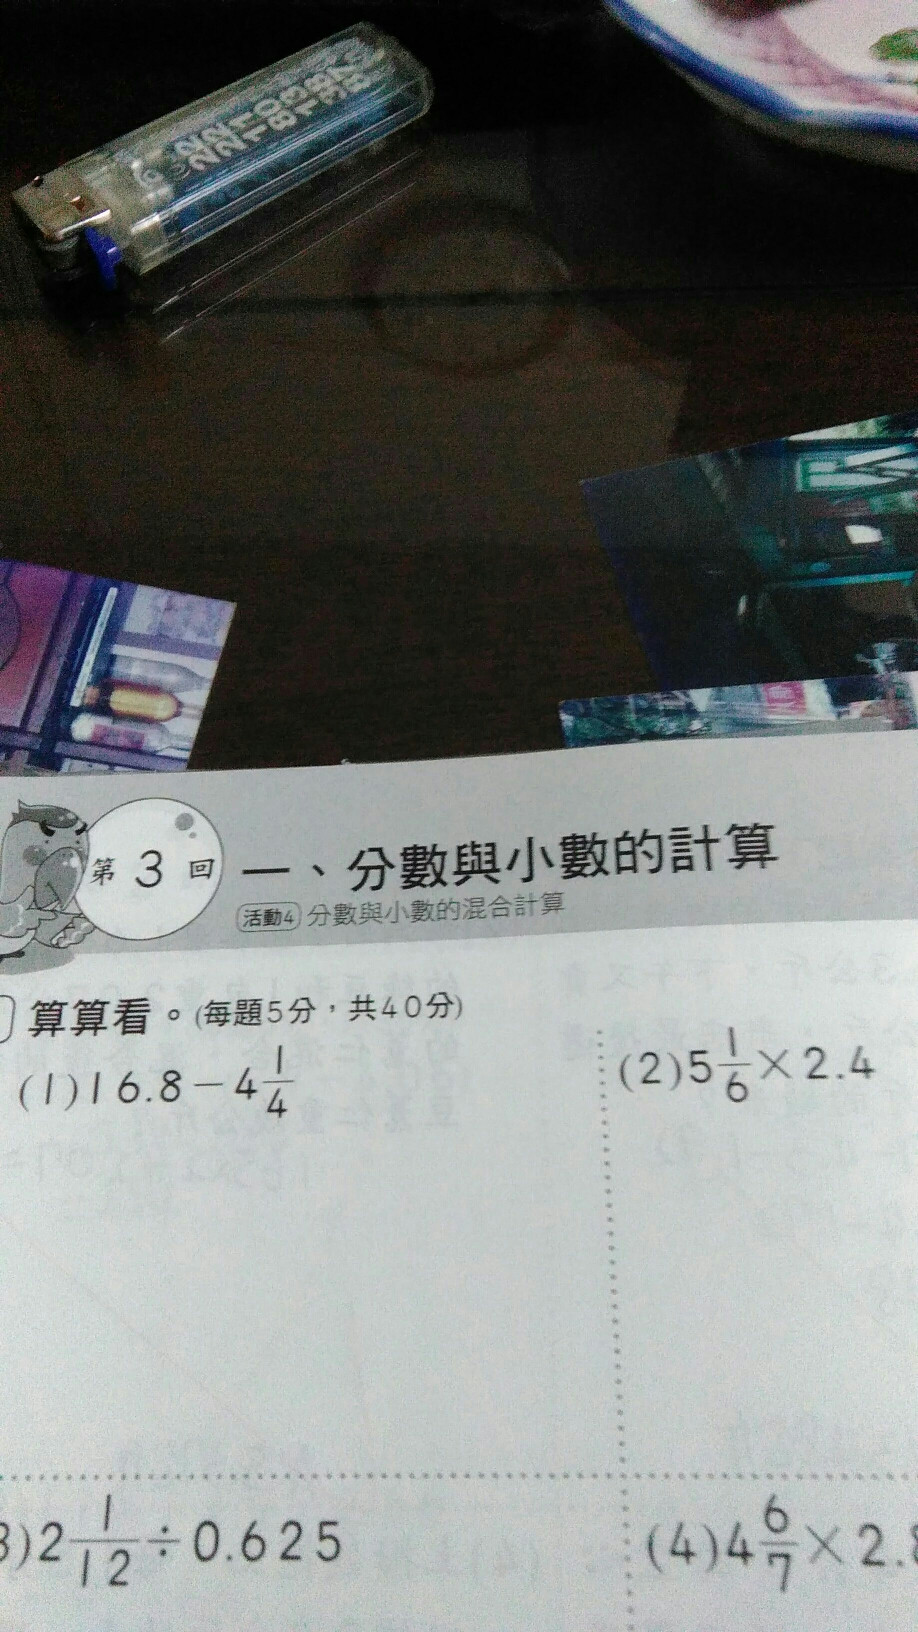 第3回
一、分數與小數的計算
活動4 分數與小數的混合計算
算算看。(每題5分，共40分)
(1)16.8－4 1/4
(2)5 1/6×2.4
3)2 1/12÷0.625
(4)4 6/7×2.8